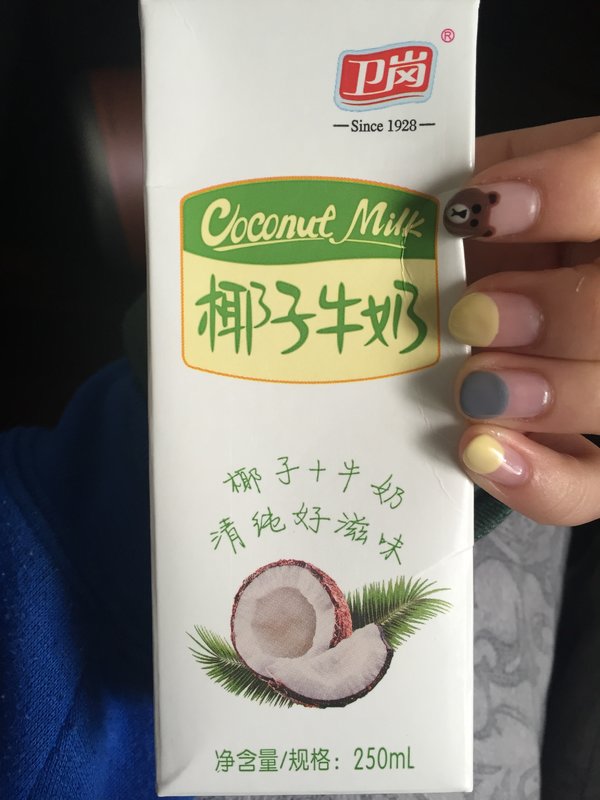 卫岗®
Since 1928
Coconut Milk
椰子牛奶
椰子+牛奶
清纯好滋味
净含量/规格：250mL